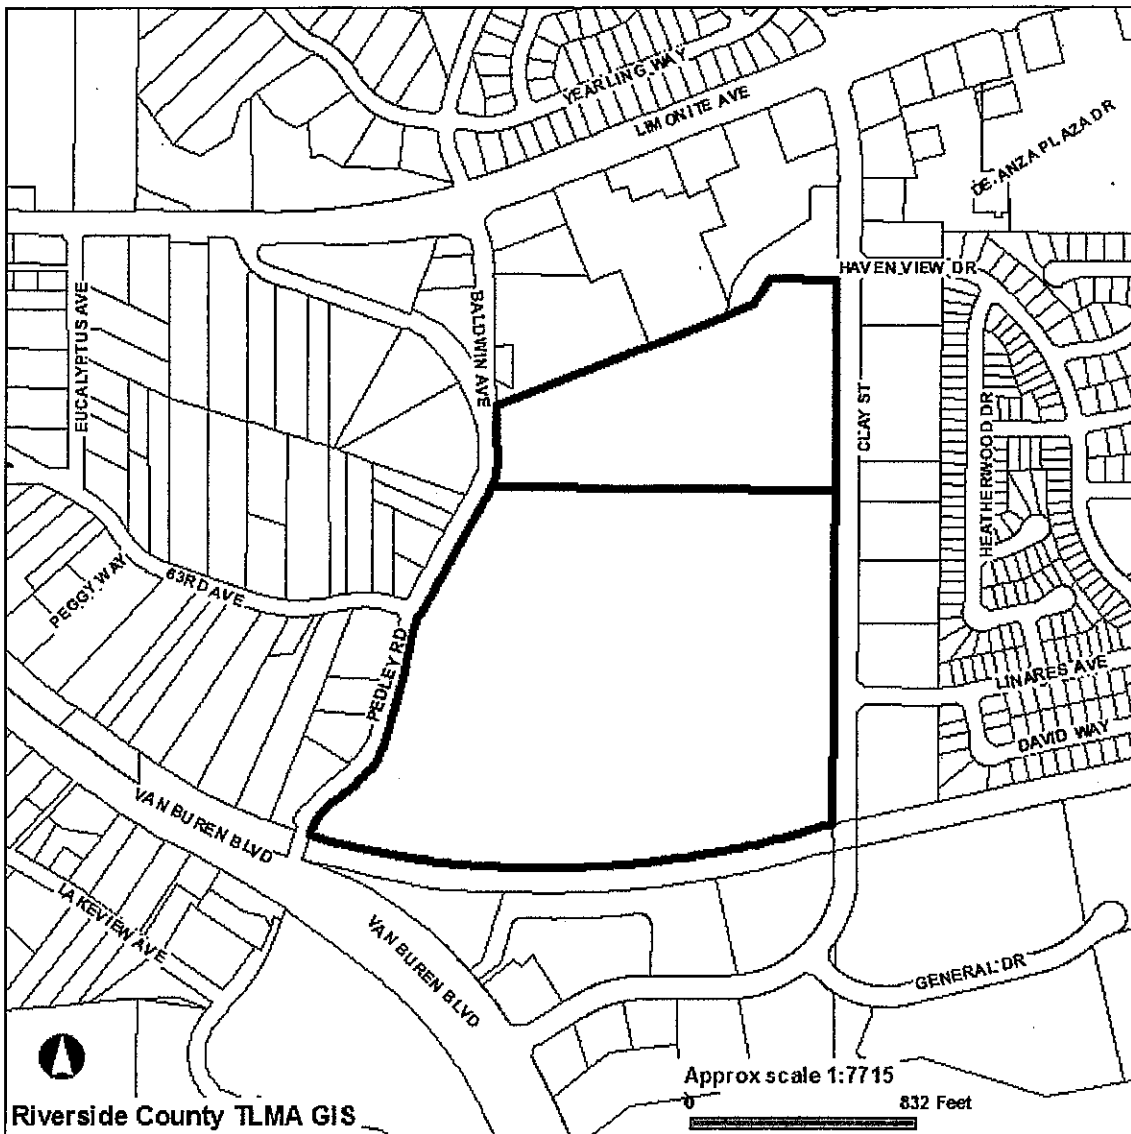 YEARLING WAY
LIMONITE AVE
DE ANZA PLAZA DR
HAVEN VIEW DR
EUCALYPTUS AVE
BALDWIN AVE
CLAY ST
HEATHERWOOD DR
PEGGY WAY
63RD AVE
PEDLEY RD
LINARES AVE
DAVID WAY
VAN BUREN BLVD
LAKEVIEW AVE
VAN BUREN BLVD
GENERAL DR
Approx scale 1:7715
0 832 Feet
Riverside County TLMA GIS